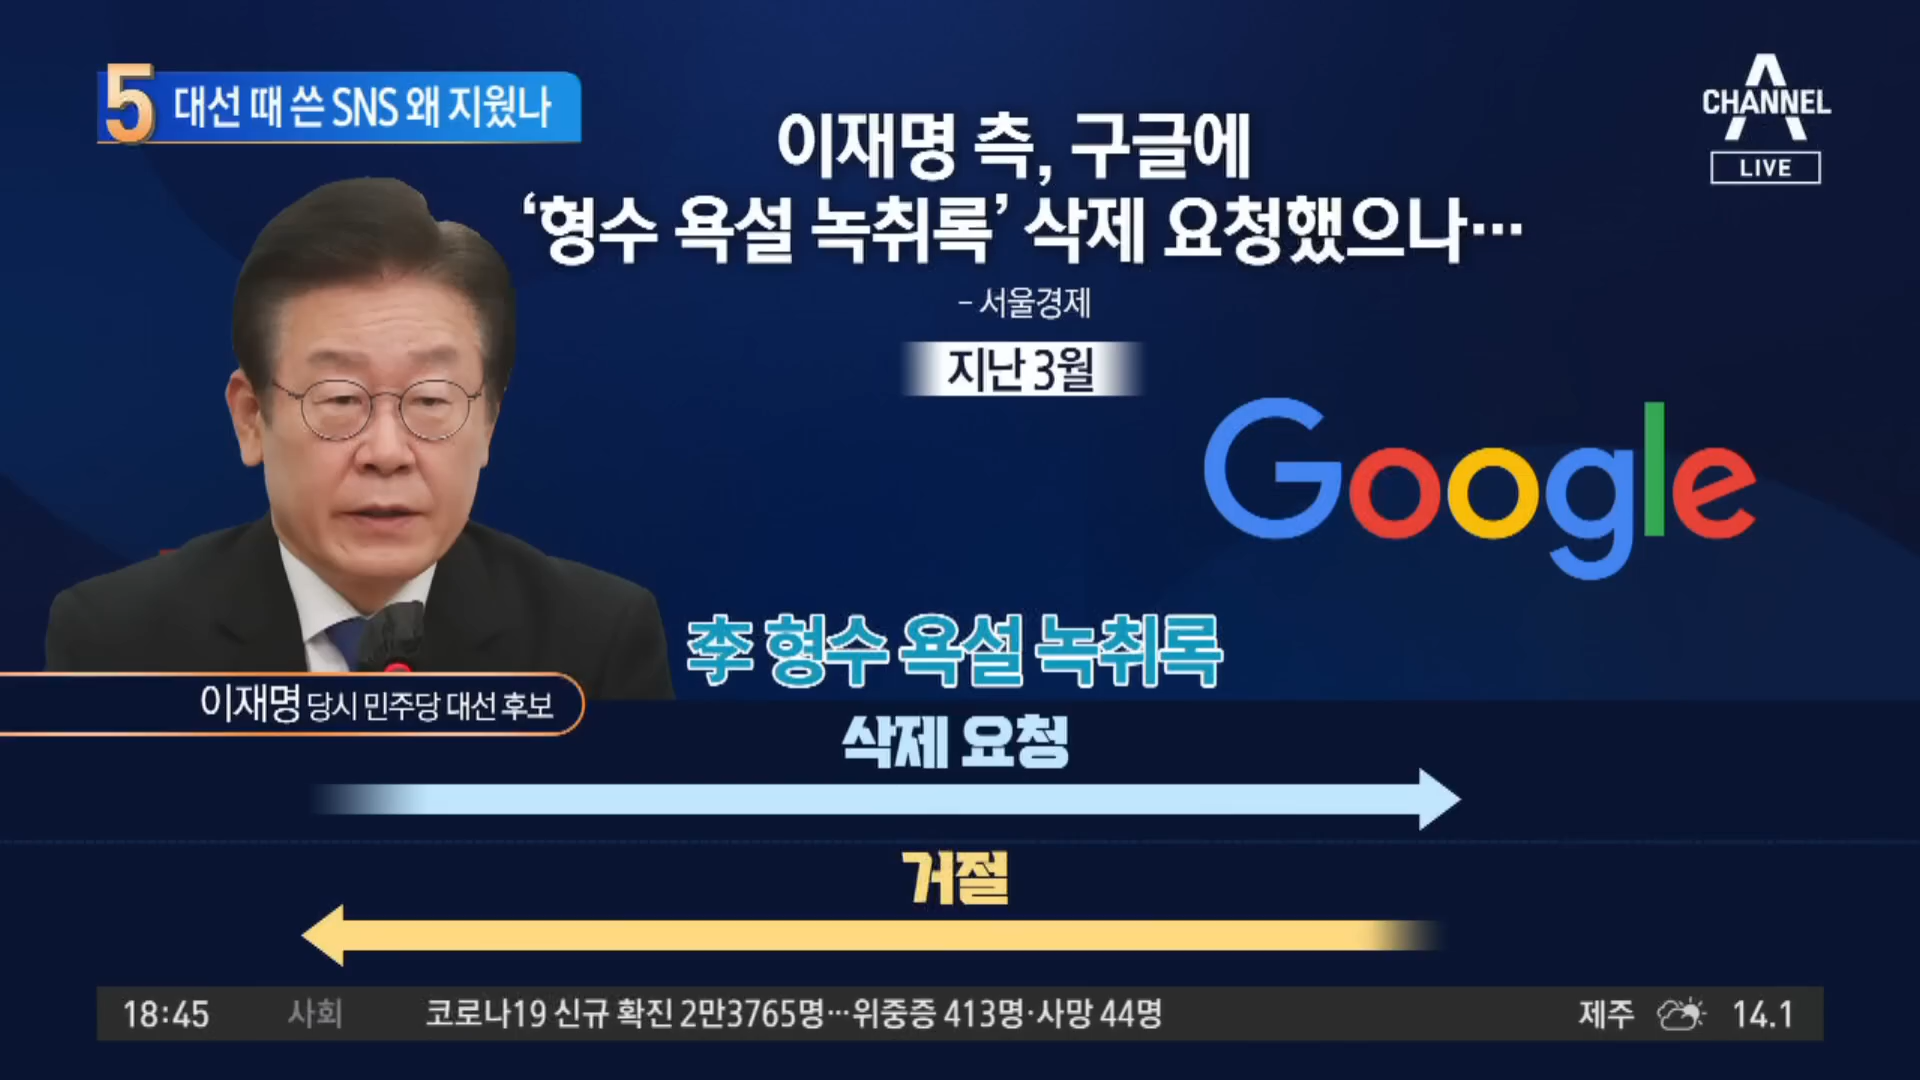 5 대선 때 쓴 SNS 왜 지웠나
CHANNEL A
LIVE
이재명 측, 구글에
‘형수 욕설 녹취록’ 삭제 요청했으나…
- 서울경제
지난 3월
Google
李 형수 욕설 녹취록
이재명 당시 민주당 대선 후보
삭제 요청
거절
18:45 사회 코로나19 신규 확진 2만3765명…위중증 413명·사망 44명 제주 14.1